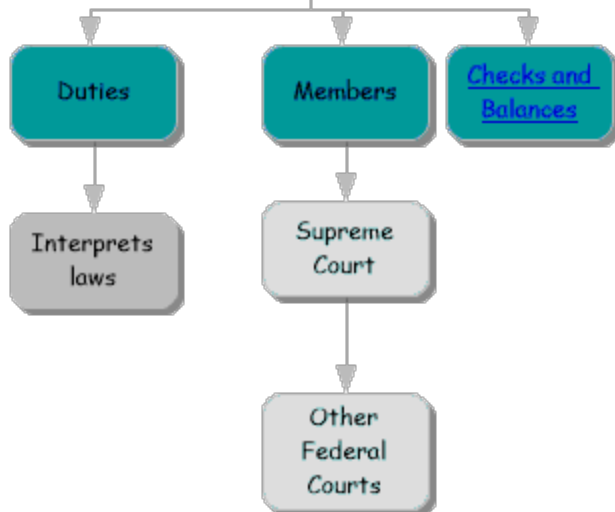 Duties
Members
Checks and
Balances
Interprets
laws
Supreme
Court
Other
Federal
Courts